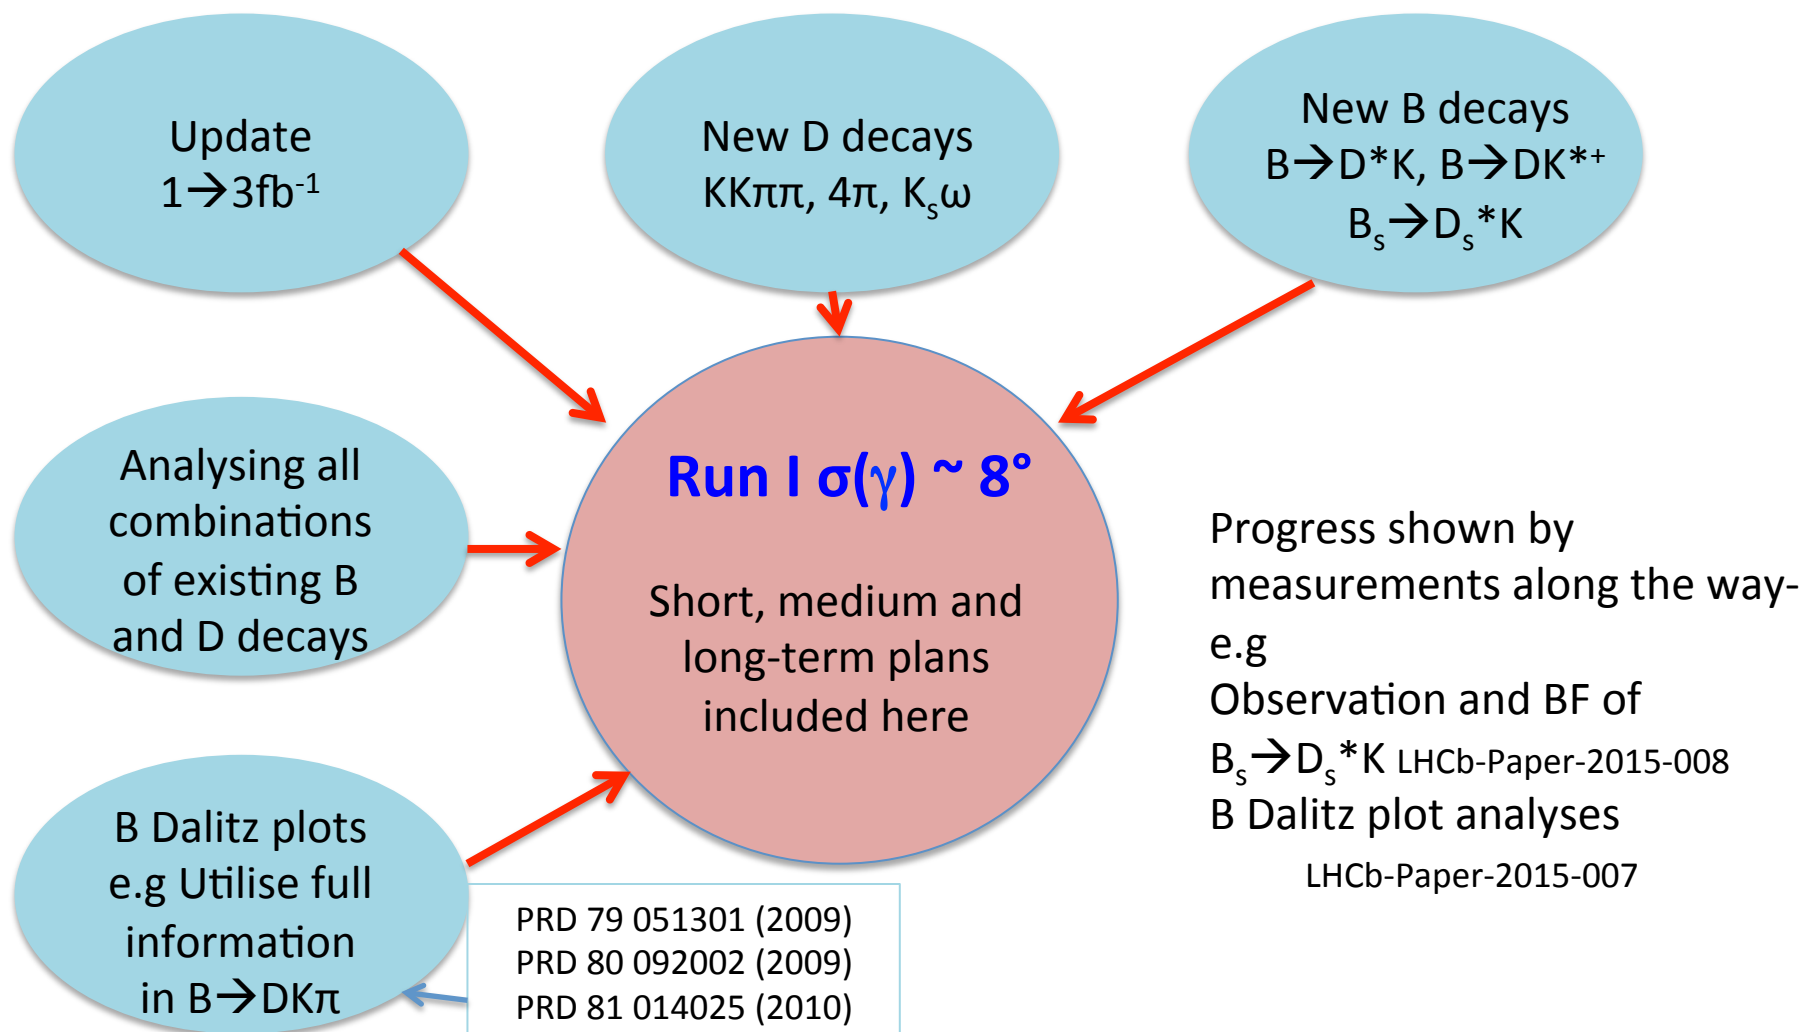 Update
1→3fb⁻¹
New D decays
KKππ, 4π, Kₛω
New B decays
B→D*K, B→DK*⁺
Bₛ→Dₛ*K
Analysing all
combinations
of existing B
and D decays
Run I σ(γ) ~ 8°
Short, medium and
long-term plans
included here
B Dalitz plots
e.g Utilise full
information
in B→DKπ
PRD 79 051301 (2009)
PRD 80 092002 (2009)
PRD 81 014025 (2010)
Progress shown by
measurements along the way-
e.g
Observation and BF of
Bₛ→Dₛ*K LHCb-Paper-2015-008
B Dalitz plot analyses
LHCb-Paper-2015-007